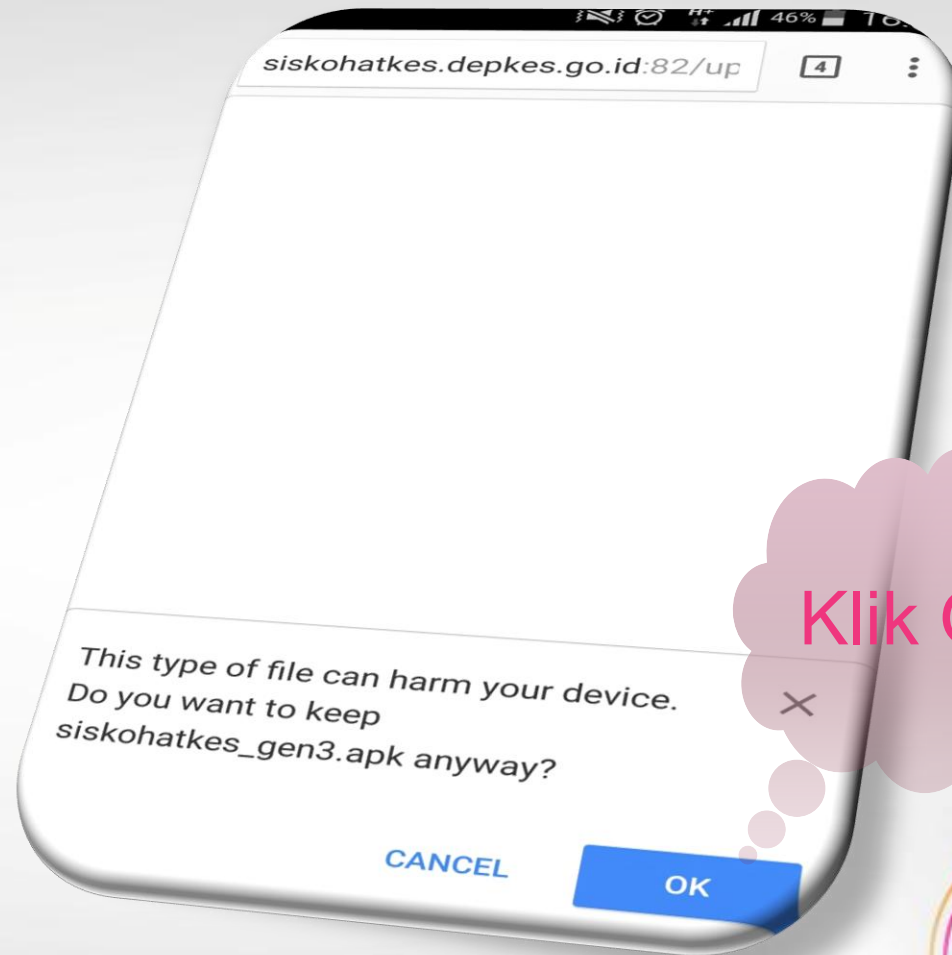 46%
siskohatkes.depkes.go.id:82/up
4
This type of file can harm your device.
Do you want to keep
siskohatkes_gen3.apk anyway?
CANCEL
OK
Klik